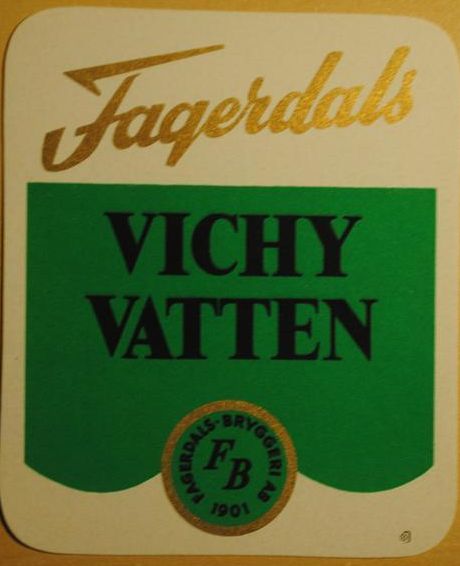 Fagerdals
VICHY
VATTEN
FAGERDALS-BRYGGERI AB
FB
1901